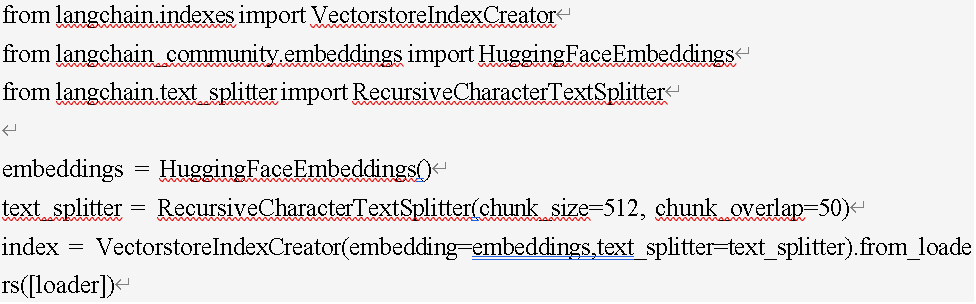 from langchain.indexes import VectorstoreIndexCreator
from langchain_community.embeddings import HuggingFaceEmbeddings
from langchain.text_splitter import RecursiveCharacterTextSplitter

embeddings = HuggingFaceEmbeddings()
text_splitter = RecursiveCharacterTextSplitter(chunk_size=512, chunk_overlap=50)
index = VectorstoreIndexCreator(embedding=embeddings,text_splitter=text_splitter).from_loade
rs([loader])